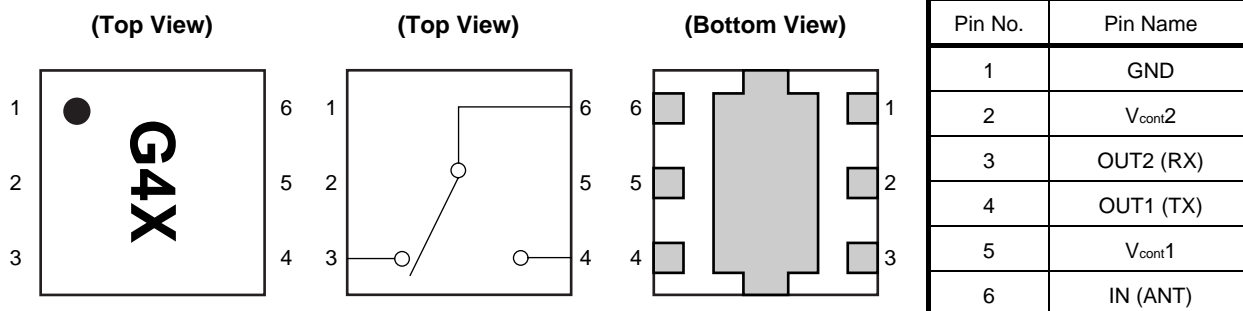 (Top View)
1
2
3
G4X
6
5
4
(Top View)
1
2
3
6
5
4
(Bottom View)
6
5
4
1
2
3
Pin No. Pin Name
1 GND
2 Vcont2
3 OUT2 (RX)
4 OUT1 (TX)
5 Vcont1
6 IN (ANT)